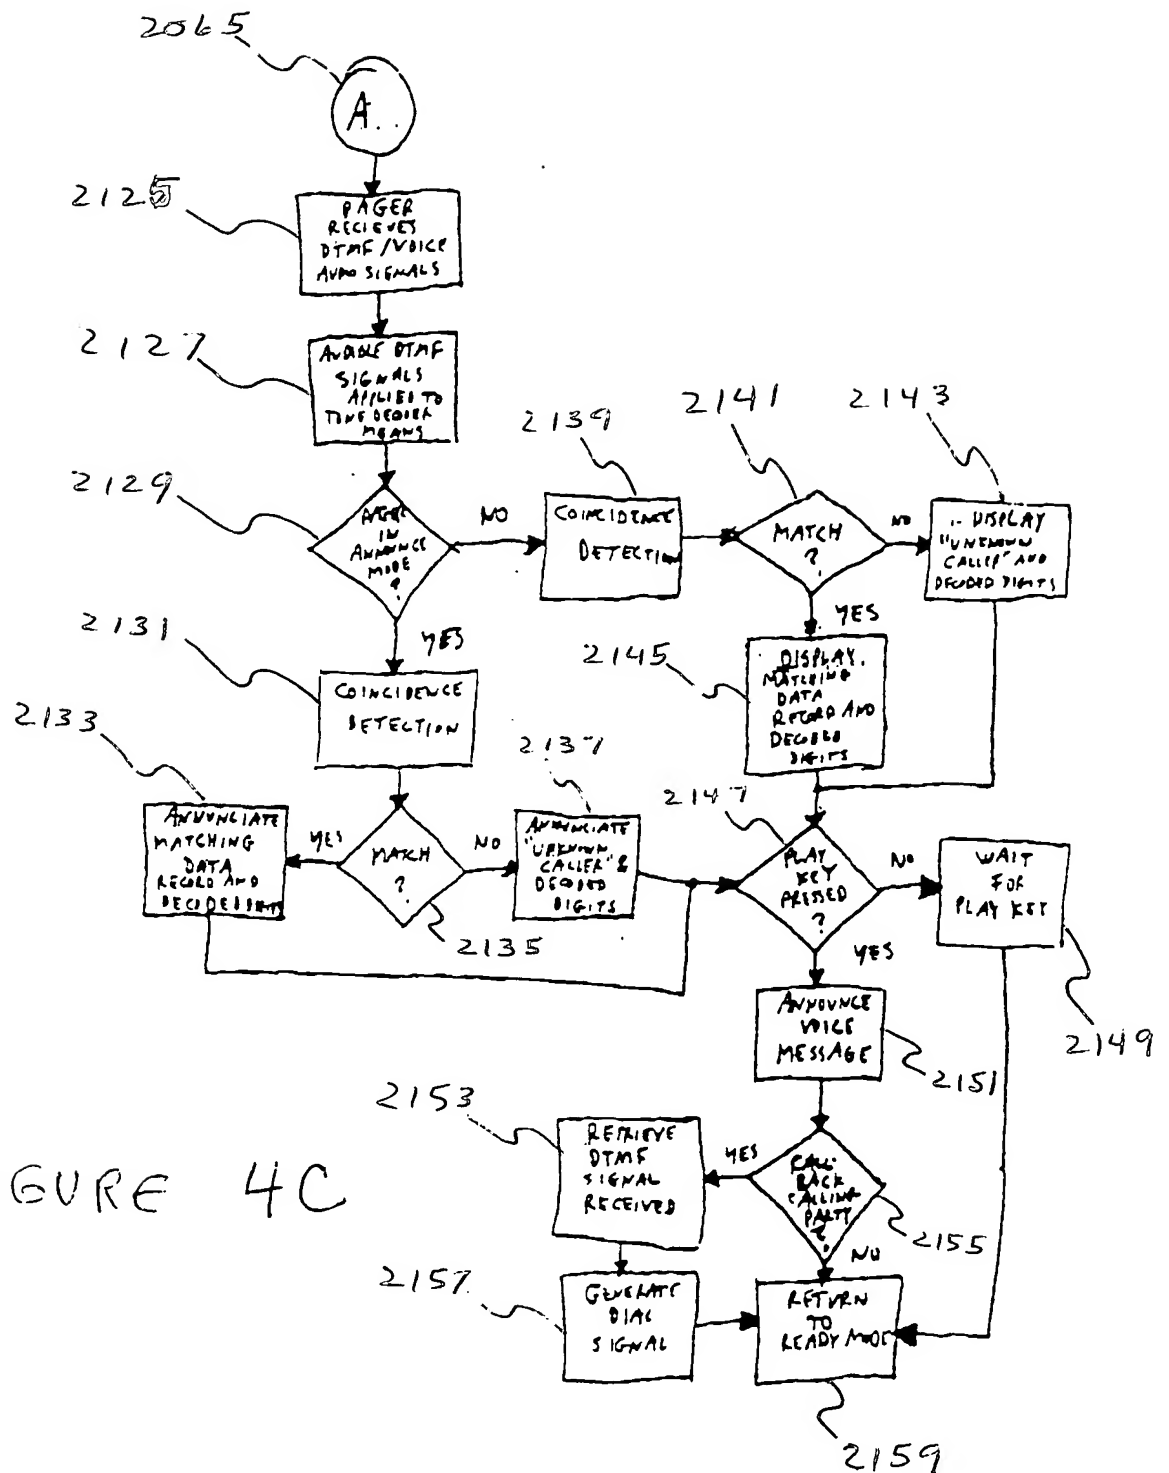 2065
A..
2125
PAGER
RECIEVES
DTMF/VOICE
AUDIO SIGNALS
2127
AUDIBLE DTMF
SIGNALS
APPLIED TO
TONE DECODER
MEANS
2129
PAGER
IN
ANNOUNCE
MODE
?
NO
YES
2139
COINCIDENCE
DETECTION
2141
MATCH
?
NO
YES
2143
DISPLAY
"UNKNOWN
CALLER" AND
DECODED DIGITS
2145
DISPLAY
MATCHING
DATA
RECORD AND
DECODED
DIGITS
2131
COINCIDENCE
DETECTION
2133
ANNUNCIATE
MATCHING
DATA
RECORD AND
DECODED DIGITS
YES
MATCH
?
2135
NO
2137
ANNUNCIATE
"UNKNOWN
CALLER" &
DECODED
DIGITS
2147
PLAY
KEY
PRESSED
?
NO
YES
WAIT
FOR
PLAY KEY
2149
ANNOUNCE
VOICE
MESSAGE
2151
2153
RETRIEVE
DTMF
SIGNAL
RECEIVED
YES
CALL
BACK
CALLING
PARTY
?
2155
NO
2157
GENERATE
DIAL
SIGNAL
RETURN
TO
READY MODE
2159
GURE 4C